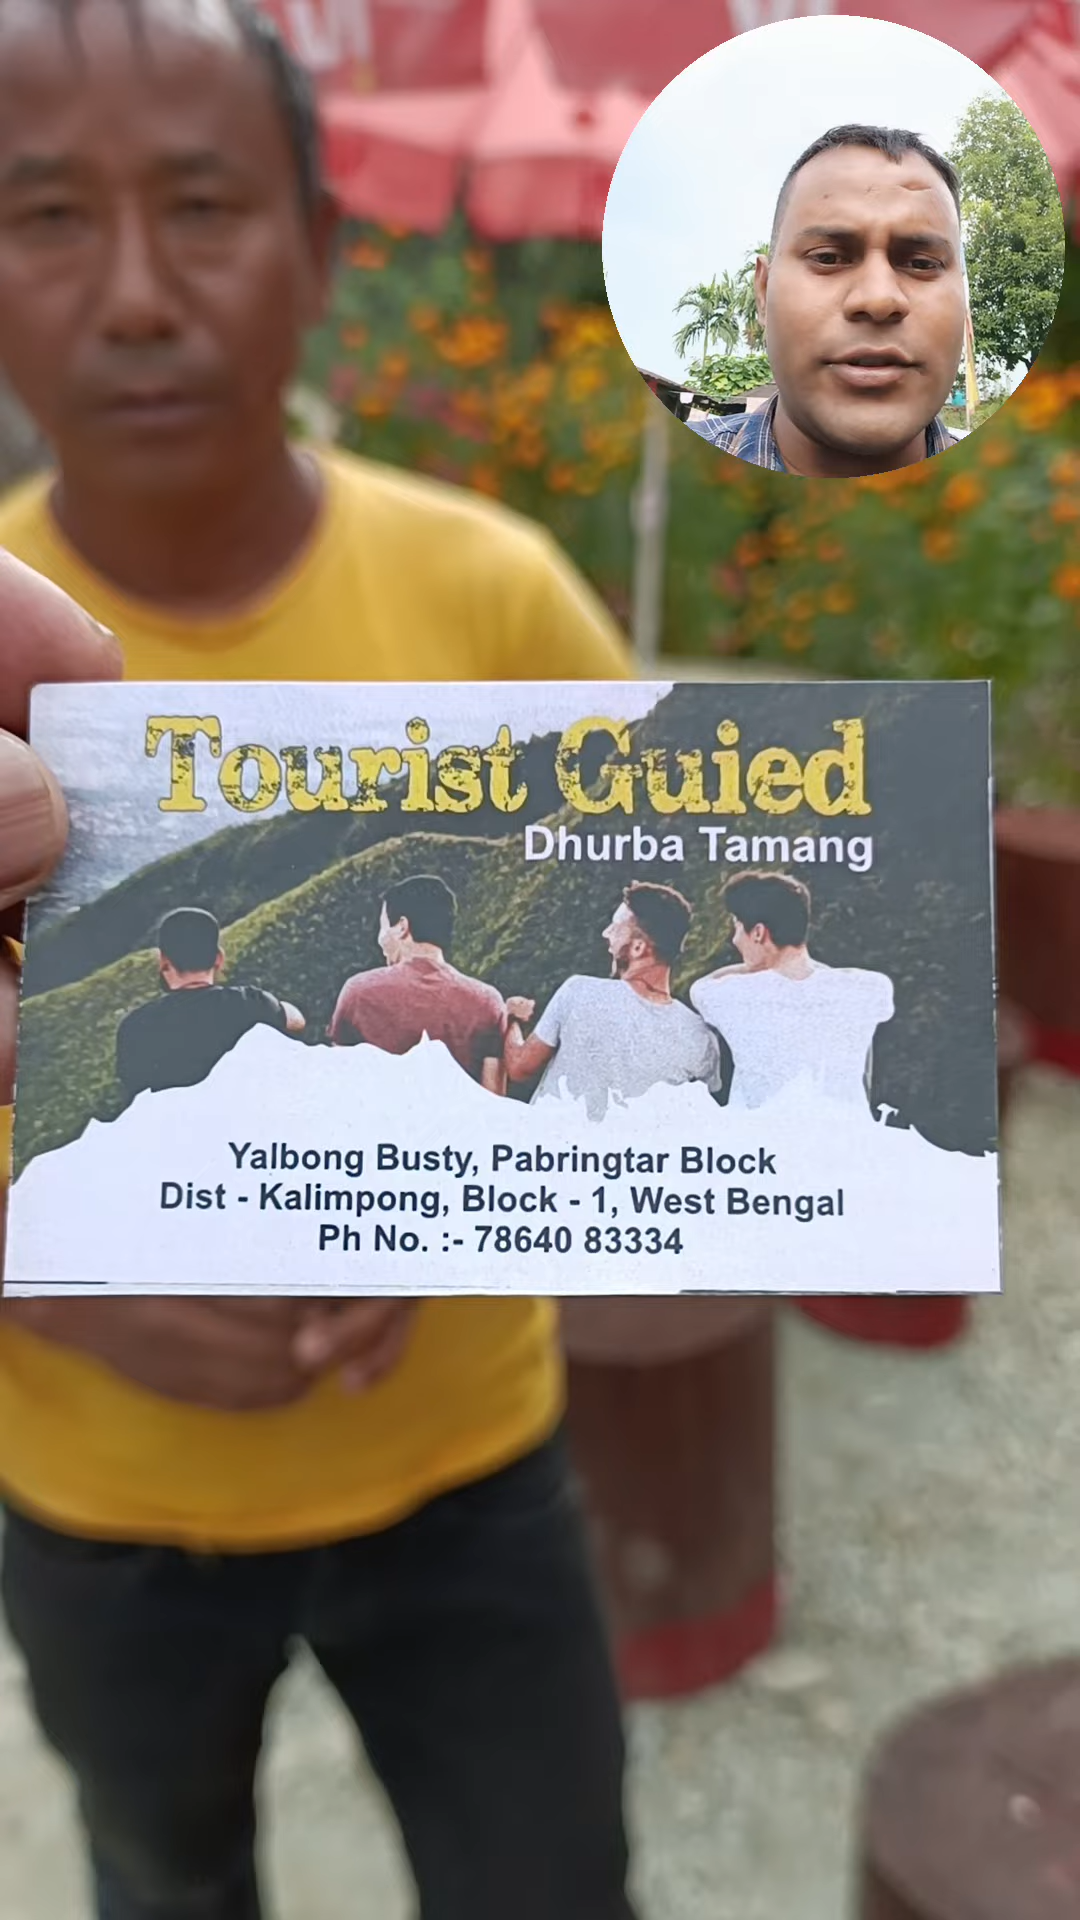 Tourist Guied
Dhurba Tamang
Yalbong Busty, Pabringtar Block
Dist - Kalimpong, Block - 1, West Bengal
Ph No. :- 78640 83334